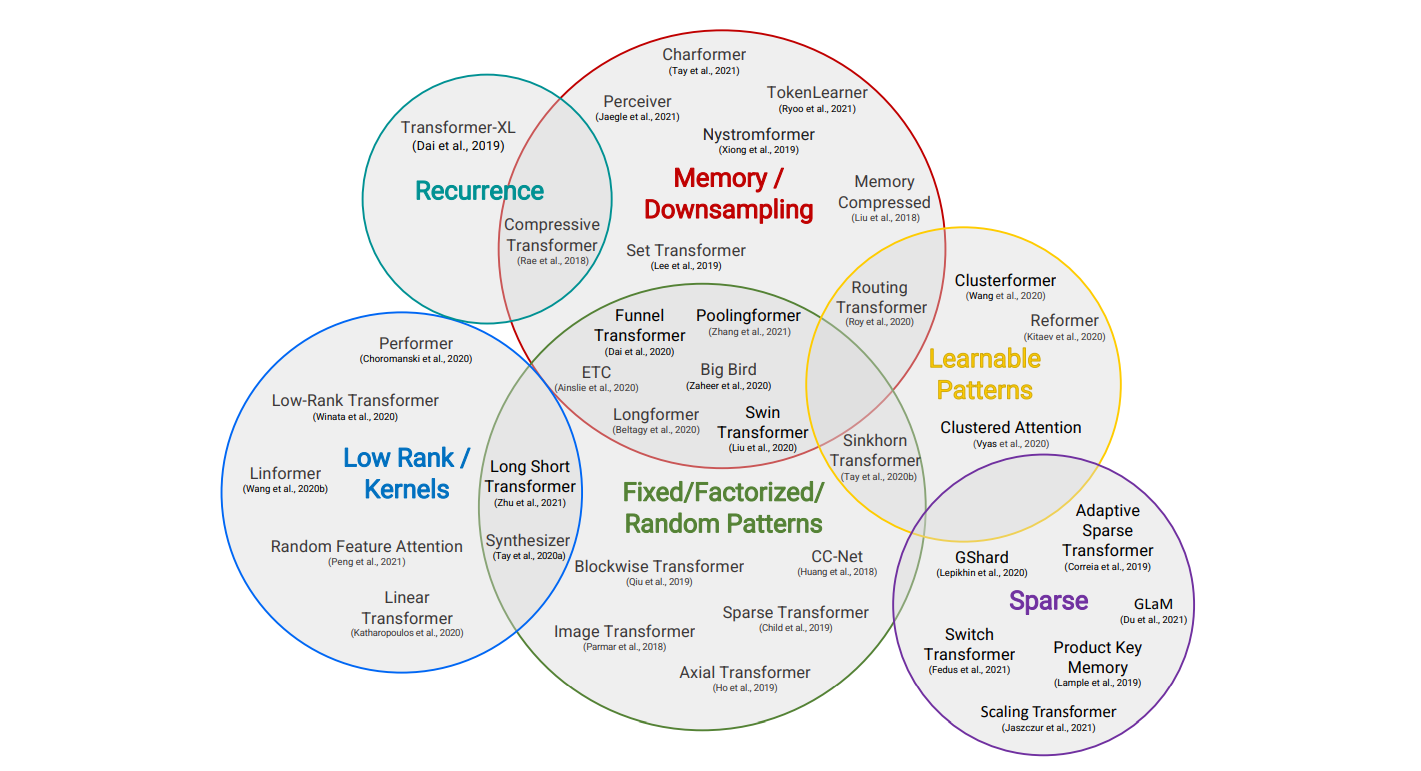 Charformer
(Tay et al., 2021)
TokenLearner
(Ryoo et al., 2021)
Perceiver
(Jaegle et al., 2021)
Nystromformer
(Xiong et al., 2019)
Transformer-XL
(Dai et al., 2019)
Recurrence
Memory /
Downsampling
Memory
Compressed
(Liu et al., 2018)
Compressive
Transformer
(Rae et al., 2018)
Set Transformer
(Lee et al., 2019)
Routing
Transformer
(Roy et al., 2020)
Clusterformer
(Wang et al., 2020)
Reformer
(Kitaev et al., 2020)
Learnable
Patterns
Clustered Attention
(Vyas et al., 2020)
Funnel
Transformer
(Dai et al., 2020)
Poolingformer
(Zhang et al., 2021)
ETC
(Ainslie et al., 2020)
Big Bird
(Zaheer et al., 2020)
Longformer
(Beltagy et al., 2020)
Swin
Transformer
(Liu et al., 2020)
Sinkhorn
Transformer
(Tay et al., 2020b)
Performer
(Choromanski et al., 2020)
Low-Rank Transformer
(Winata et al., 2020)
Low Rank /
Kernels
Linformer
(Wang et al., 2020b)
Long Short
Transformer
(Zhu et al., 2021)
Synthesizer
(Tay et al., 2020a)
Random Feature Attention
(Peng et al., 2021)
Linear
Transformer
(Katharopoulos et al., 2020)
Fixed/Factorized/
Random Patterns
Blockwise Transformer
(Qiu et al., 2019)
CC-Net
(Huang et al., 2018)
Sparse Transformer
(Child et al., 2019)
Image Transformer
(Parmar et al., 2018)
Axial Transformer
(Ho et al., 2019)
Adaptive
Sparse
Transformer
(Correia et al., 2019)
GShard
(Lepikhin et al., 2020)
Sparse
GLaM
(Du et al., 2021)
Switch
Transformer
(Fedus et al., 2021)
Product Key
Memory
(Lample et al., 2019)
Scaling Transformer
(Jaszczur et al., 2021)